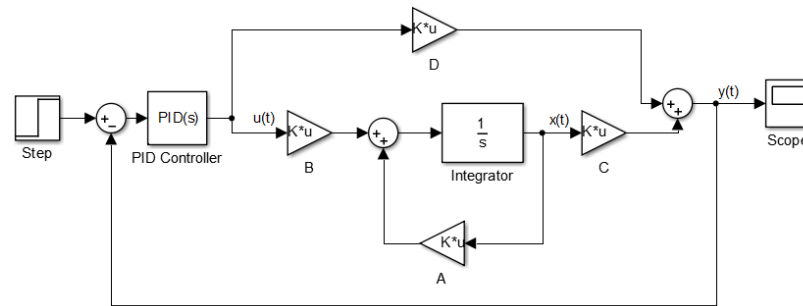 K*u
D
y(t)
Step
+
−
PID(s)
PID Controller
u(t)
K*u
B
+
+
1
s
Integrator
x(t)
K*u
C
+
+
Scope
K*u
A